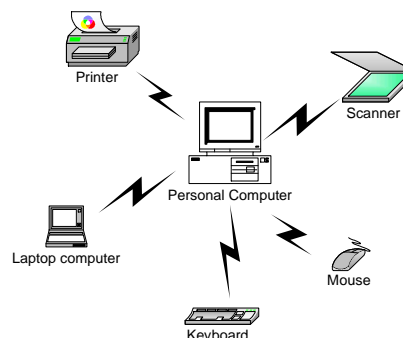 Printer
Scanner
Personal Computer
Laptop computer
Mouse
Keyboard